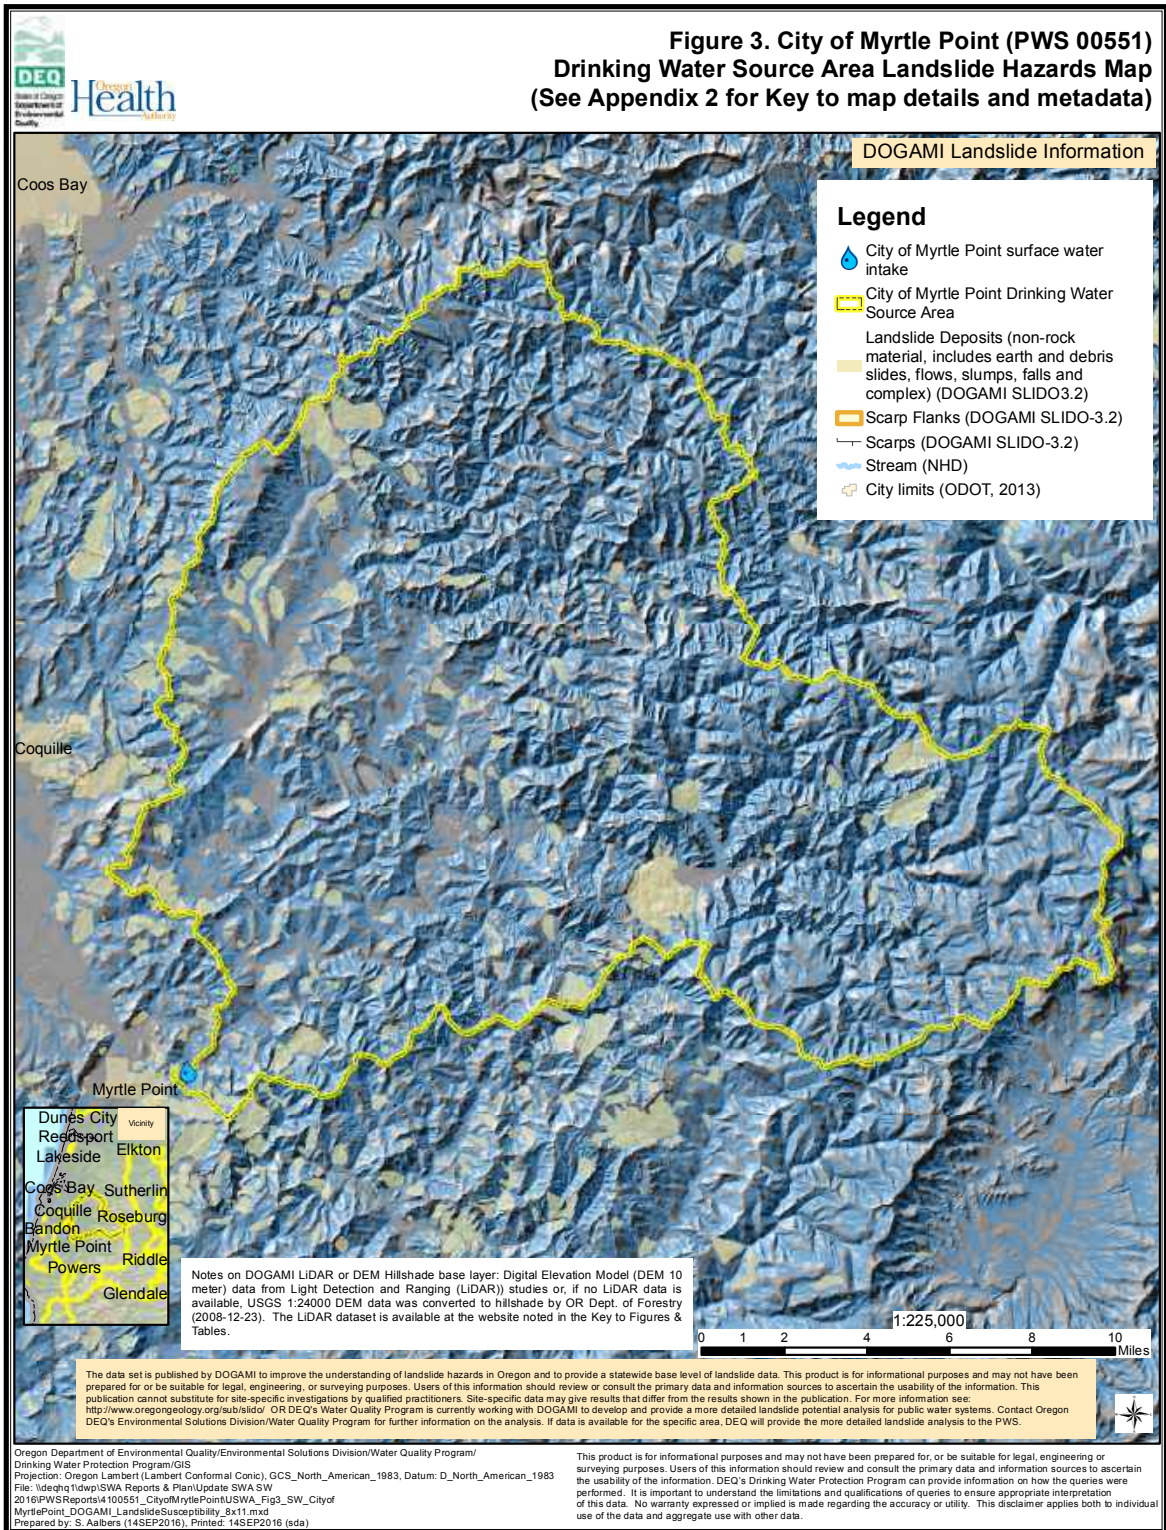 Figure 3. City of Myrtle Point (PWS 00551)
Drinking Water Source Area Landslide Hazards Map
(See Appendix 2 for Key to map details and metadata)
DEQ
State of Oregon
Department of
Environmental
Quality
Oregon
Health
Authority
DOGAMI Landslide Information
Coos Bay
Legend
City of Myrtle Point surface water
intake
City of Myrtle Point Drinking Water
Source Area
Landslide Deposits (non-rock
material, includes earth and debris
slides, flows, slumps, falls and
complex) (DOGAMI SLIDO3.2)
Scarp Flanks (DOGAMI SLIDO-3.2)
Scarps (DOGAMI SLIDO-3.2)
Stream (NHD)
City limits (ODOT, 2013)
Coquille
Myrtle Point
Vicinity
Dunes City
Reedsport
Elkton
Lakeside
Coos Bay
Sutherlin
Coquille
Roseburg
Bandon
Myrtle Point
Riddle
Powers
Glendale
Notes on DOGAMI LiDAR or DEM Hillshade base layer: Digital Elevation Model (DEM 10
meter) data from Light Detection and Ranging (LiDAR)) studies or, if no LiDAR data is
available, USGS 1:24000 DEM data was converted to hillshade by OR Dept. of Forestry
(2008-12-23). The LiDAR dataset is available at the website noted in the Key to Figures &
Tables.
1:225,000
0 1 2 4 6 8 10
Miles
The data set is published by DOGAMI to improve the understanding of landslide hazards in Oregon and to provide a statewide base level of landslide data. This product is for informational purposes and may not have been
prepared for or be suitable for legal, engineering, or surveying purposes. Users of this information should review or consult the primary data and information sources to ascertain the usability of the information. This
publication cannot substitute for site-specific investigations by qualified practitioners. Site-specific data may give results that differ from the results shown in the publication. For more information see:
http://www.oregongeology.org/sub/slido/ OR DEQ's Water Quality Program is currently working with DOGAMI to develop and provide a more detailed landslide potential analysis for public water systems. Contact Oregon
DEQ's Environmental Solutions Division/Water Quality Program for further information on the analysis. If data is available for the specific area, DEQ will provide the more detailed landslide analysis to the PWS.
Oregon Department of Environmental Quality/Environmental Solutions Division/Water Quality Program/
Drinking Water Protection Program/GIS
Projection: Oregon Lambert (Lambert Conformal Conic), GCS_North_American_1983, Datum: D_North_American_1983
File: \\deqhq1\dwp\SWA Reports & Plan\Update SWA SW
2016\PWSReports\4100551_CityofMrytlePoint\USWA_Fig3_SW_Cityof
MyrtlePoint_DOGAMI_LandslideSusceptibility_8x11.mxd
Prepared by: S. Aalbers (14SEP2016), Printed: 14SEP2016 (sda)
This product is for informational purposes and may not have been prepared for, or be suitable for legal, engineering or
surveying purposes. Users of this information should review and consult the primary data and information sources to ascertain
the usability of the information. DEQ's Drinking Water Protection Program can provide information on how the queries were
performed. It is important to understand the limitations and qualifications of queries to ensure appropriate interpretation
of this data. No warranty expressed or implied is made regarding the accuracy or utility. This disclaimer applies both to individual
use of the data and aggregate use with other data.